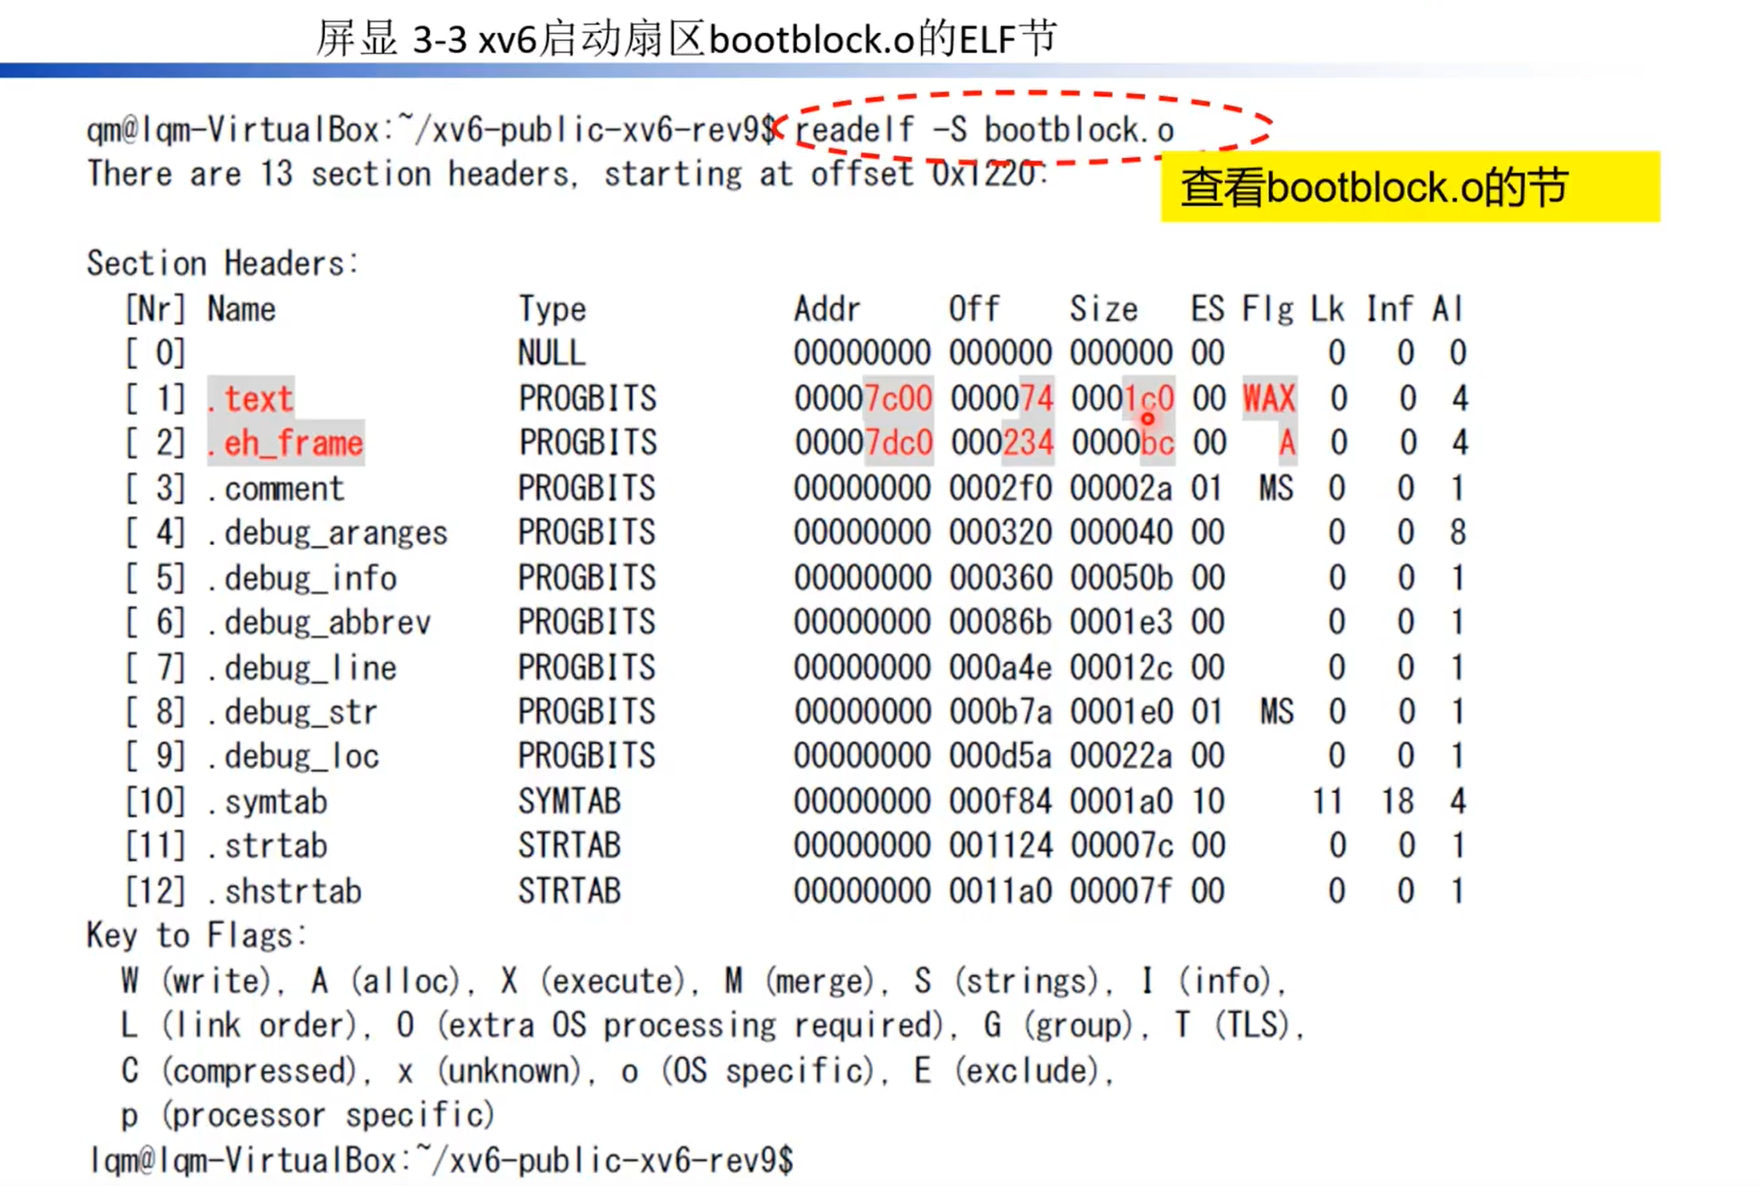 屏显 3-3 xv6启动扇区bootblock.o的ELF节
qm@lqm-VirtualBox:~/xv6-public-xv6-rev9$ readelf -S bootblock.o
There are 13 section headers, starting at offset 0x1220:
查看bootblock.o的节
Section Headers:
[Nr] Name Type Addr Off Size ES Flg Lk Inf Al
[ 0] NULL 00000000 000000 000000 00 0 0 0
[ 1] .text PROGBITS 00007c00 000074 0001c0 00 WAX 0 0 4
[ 2] .eh_frame PROGBITS 00007dc0 000234 0000bc 00 A 0 0 4
[ 3] .comment PROGBITS 00000000 0002f0 00002a 01 MS 0 0 1
[ 4] .debug_aranges PROGBITS 00000000 000320 000040 00 0 0 8
[ 5] .debug_info PROGBITS 00000000 000360 00050b 00 0 0 1
[ 6] .debug_abbrev PROGBITS 00000000 00086b 0001e3 00 0 0 1
[ 7] .debug_line PROGBITS 00000000 000a4e 00012c 00 0 0 1
[ 8] .debug_str PROGBITS 00000000 000b7a 0001e0 01 MS 0 0 1
[ 9] .debug_loc PROGBITS 00000000 000d5a 00022a 00 0 0 1
[10] .symtab SYMTAB 00000000 000f84 0001a0 10 11 18 4
[11] .strtab STRTAB 00000000 001124 00007c 00 0 0 1
[12] .shstrtab STRTAB 00000000 0011a0 00007f 00 0 0 1
Key to Flags:
W (write), A (alloc), X (execute), M (merge), S (strings), I (info),
L (link order), O (extra OS processing required), G (group), T (TLS),
C (compressed), x (unknown), o (OS specific), E (exclude),
p (processor specific)
lqm@lqm-VirtualBox:~/xv6-public-xv6-rev9$